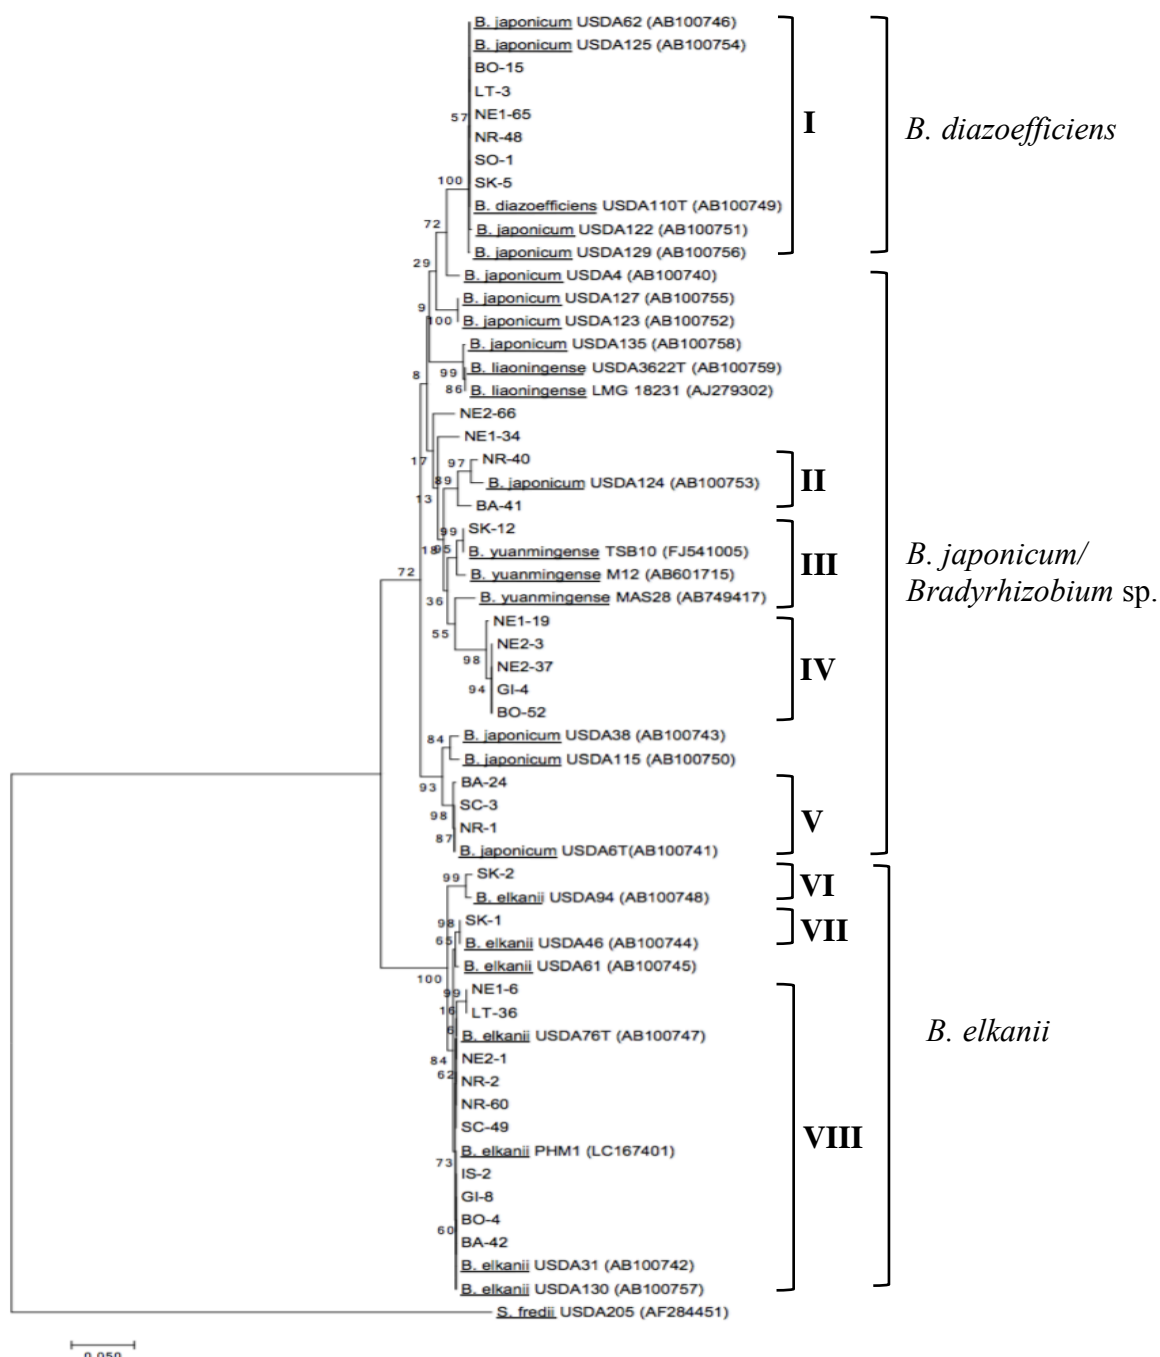 B. japonicum USDA62 (AB100746)
B. japonicum USDA125 (AB100754)
BO-15
LT-3
57 NE1-65
I
B. diazoefficiens
NR-48
SO-1
100 SK-5
B. diazoefficiens USDA110T (AB100749)
72 B. japonicum USDA122 (AB100751)
B. japonicum USDA129 (AB100756)
29 B. japonicum USDA4 (AB100740)
B. japonicum USDA127 (AB100755)
9
100 B. japonicum USDA123 (AB100752)
B. japonicum USDA135 (AB100758)
8 99 B. liaoningense USDA3622T (AB100759)
86 B. liaoningense LMG 18231 (AJ279302)
NE2-66
NE1-34
17 97 NR-40
89 B. japonicum USDA124 (AB100753)
II
13 BA-41
99 SK-12
18 95 B. yuanmingense TSB10 (FJ541005)
III
B. japonicum/
Bradyrhizobium sp.
72 B. yuanmingense M12 (AB601715)
36 B. yuanmingense MAS28 (AB749417)
NE1-19
55 NE2-3
98 NE2-37
IV
94 GI-4
BO-52
84 B. japonicum USDA38 (AB100743)
B. japonicum USDA115 (AB100750)
93 BA-24
SC-3
98 NR-1
V
87 B. japonicum USDA6T(AB100741)
99 SK-2
VI
B. elkanii USDA94 (AB100748)
98 SK-1
VII
65 B. elkanii USDA46 (AB100744)
B. elkanii USDA61 (AB100745)
100
99 NE1-6
16 LT-36
6 B. elkanii USDA76T (AB100747)
B. elkanii
84 NE2-1
62 NR-2
NR-60
SC-49
VIII
B. elkanii PHM1 (LC167401)
73 IS-2
GI-8
BO-4
60 BA-42
B. elkanii USDA31 (AB100742)
B. elkanii USDA130 (AB100757)
S. fredii USDA205 (AF284451)
0.050